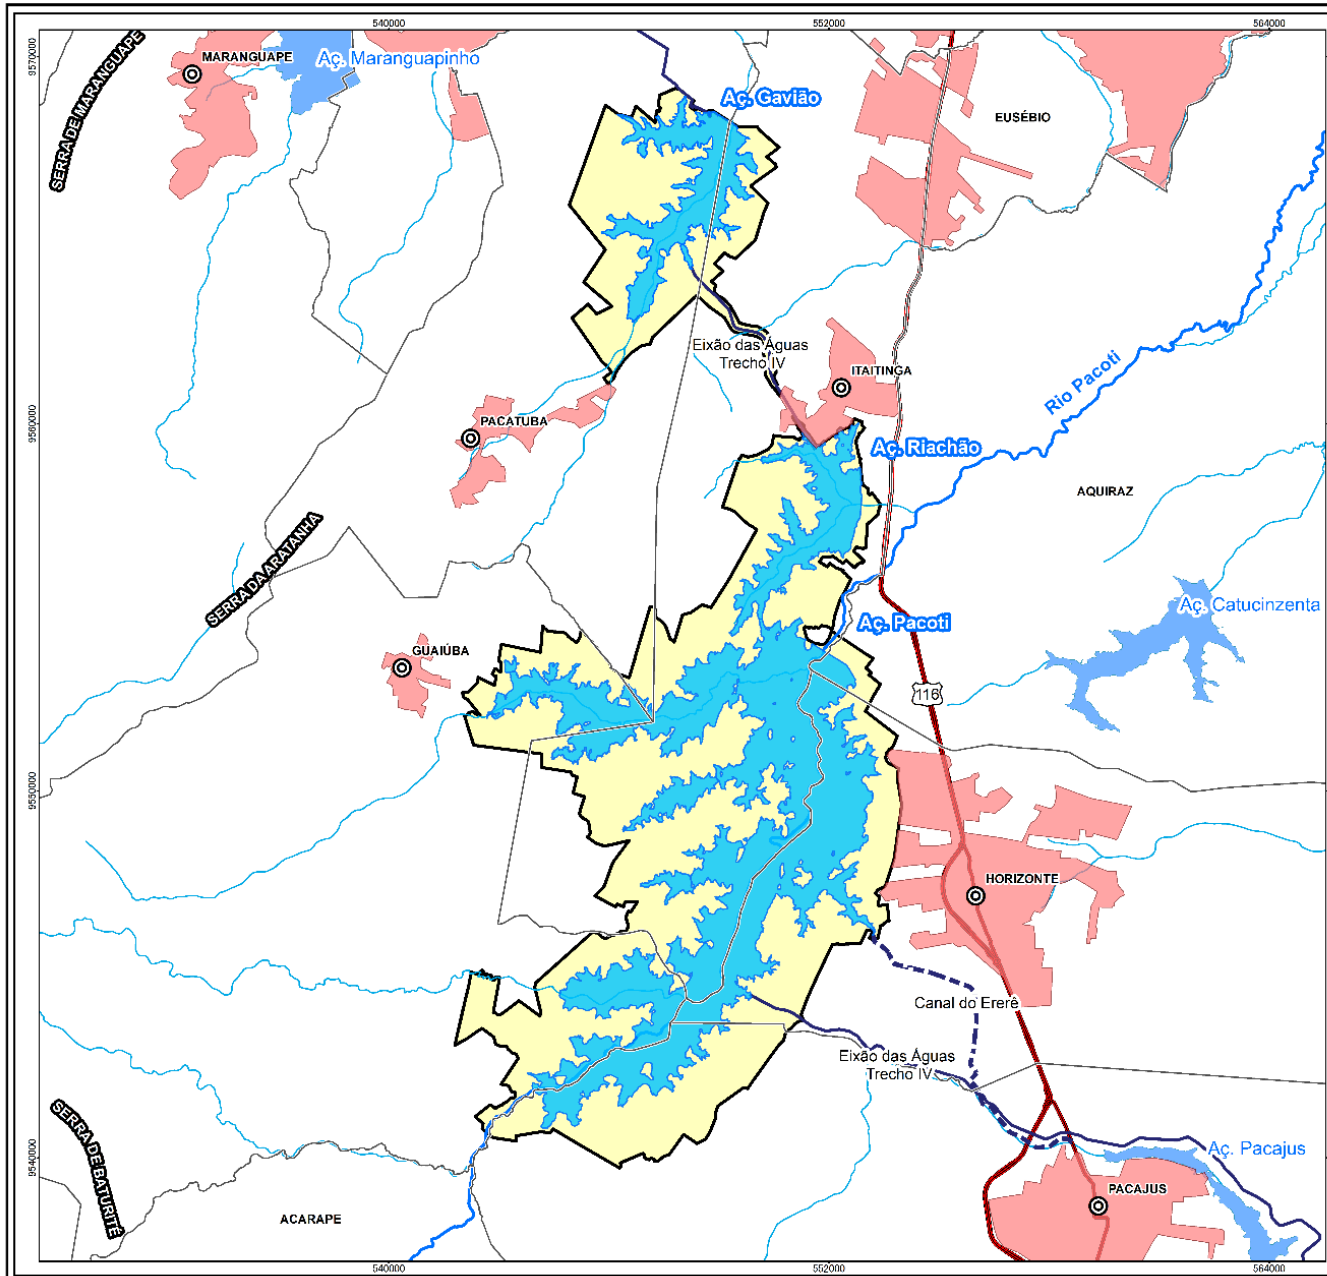 540000
552000
564000
9570000
9570000
MARANGUAPE
Aç. Maranguapinho
SERRA DE MARANGUAPE
Aç. Gavião
EUSÉBIO
Eixão das Águas
Trecho IV
ITAITINGA
Rio Pacoti
9560000
PACATUBA
Aç. Riachão
AQUIRAZ
SERRA DA ARATANHA
Aç. Catucinzenta
Aç. Pacoti
GUAIÚBA
116
9550000
HORIZONTE
Canal do Ererê
Eixão das Águas
Trecho IV
SERRA DE BATURITÉ
9540000
Aç. Pacajus
PACAJUS
ACARAPE
540000
552000
564000